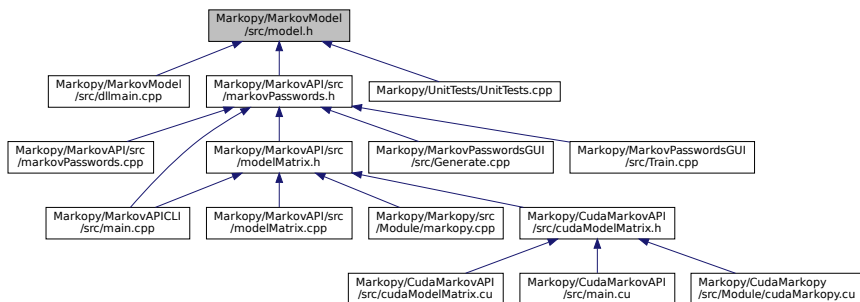 Markopy/MarkovModel
/src/model.h
Markopy/MarkovModel
/src/dllmain.cpp
Markopy/MarkovAPI/src
/markovPasswords.h
Markopy/UnitTests/UnitTests.cpp
Markopy/MarkovAPI/src
/markovPasswords.cpp
Markopy/MarkovAPI/src
/modelMatrix.h
Markopy/MarkovPasswordsGUI
/src/Generate.cpp
Markopy/MarkovPasswordsGUI
/src/Train.cpp
Markopy/MarkovAPICLI
/src/main.cpp
Markopy/MarkovAPI/src
/modelMatrix.cpp
Markopy/Markopy/src
/Module/markopy.cpp
Markopy/CudaMarkovAPI
/src/cudaModelMatrix.h
Markopy/CudaMarkovAPI
/src/cudaModelMatrix.cu
Markopy/CudaMarkovAPI
/src/main.cu
Markopy/CudaMarkopy
/src/Module/cudaMarkopy.cu